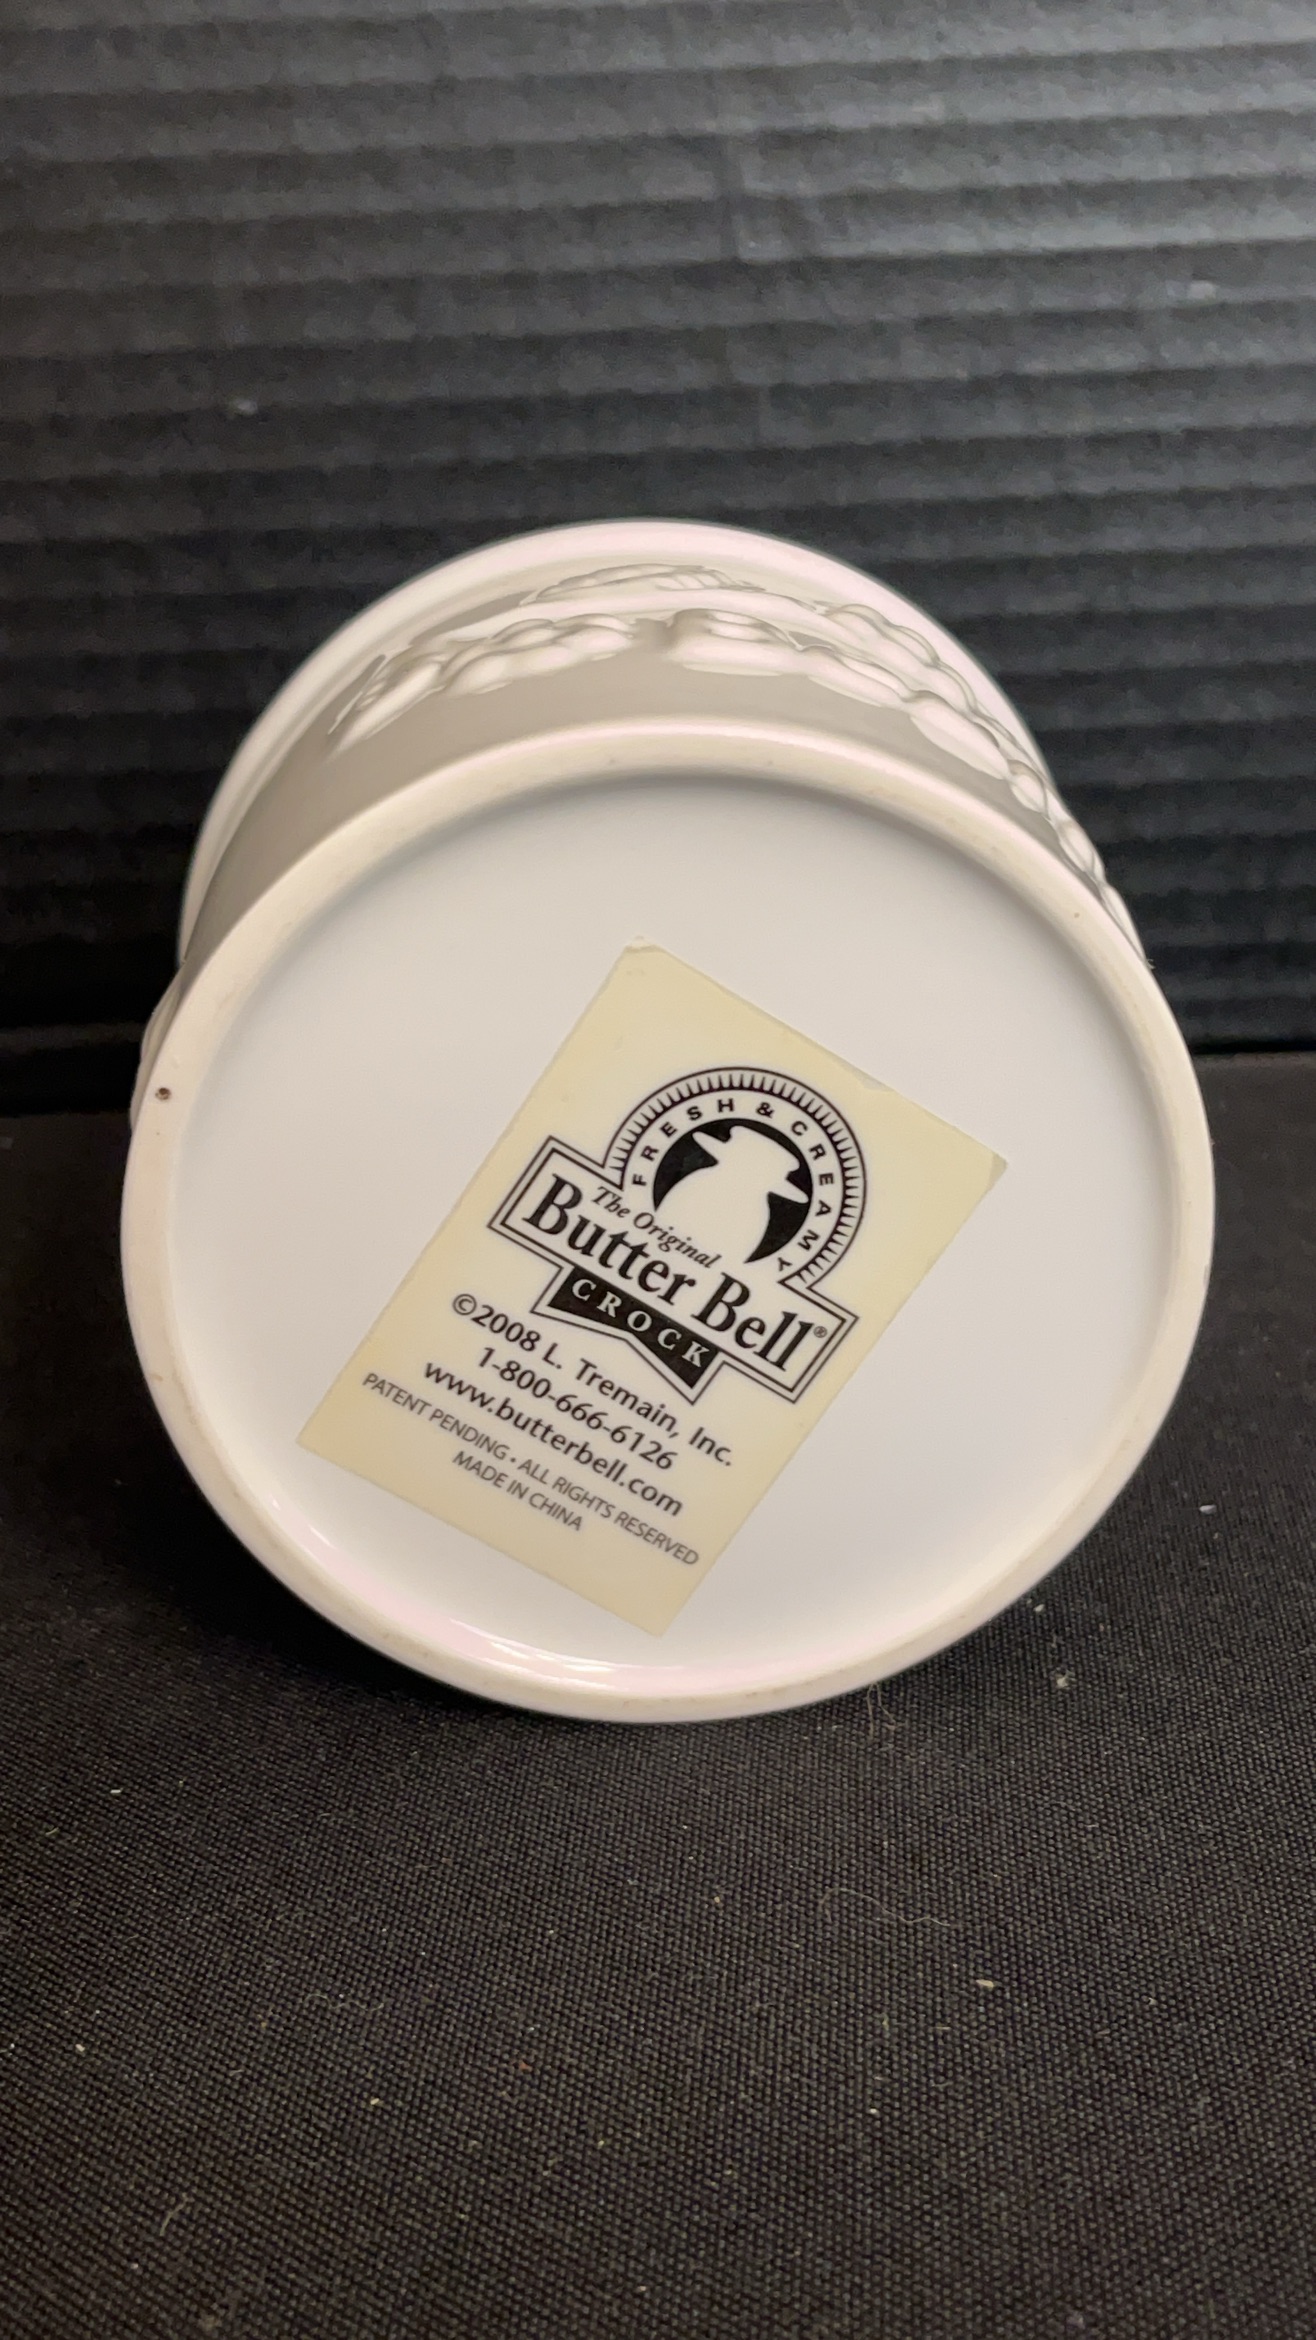 FRESH & CREAMY
The Original
Butter Bell®
CROCK
©2008 L. Tremain, Inc.
1-800-666-6126
www.butterbell.com
PATENT PENDING • ALL RIGHTS RESERVED
MADE IN CHINA